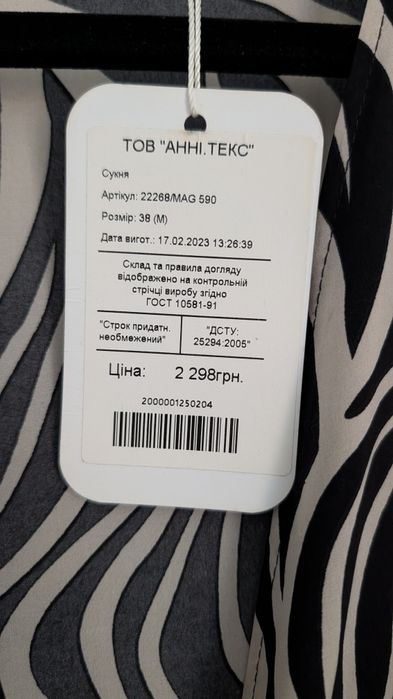 ТОВ "АННІ.ТЕКС"
Сукня
Артікул: 22268/MAG 590
Розмір: 38 (M)
Дата вигот.: 17.02.2023 13:26:39
Склад та правила догляду
відображено на контрольній
стрічці виробу згідно
ГОСТ 10581-91
"Строк придатн.
необмежений"
"ДСТУ:
25294:2005"
Ціна: 2 298грн.
2000001250204